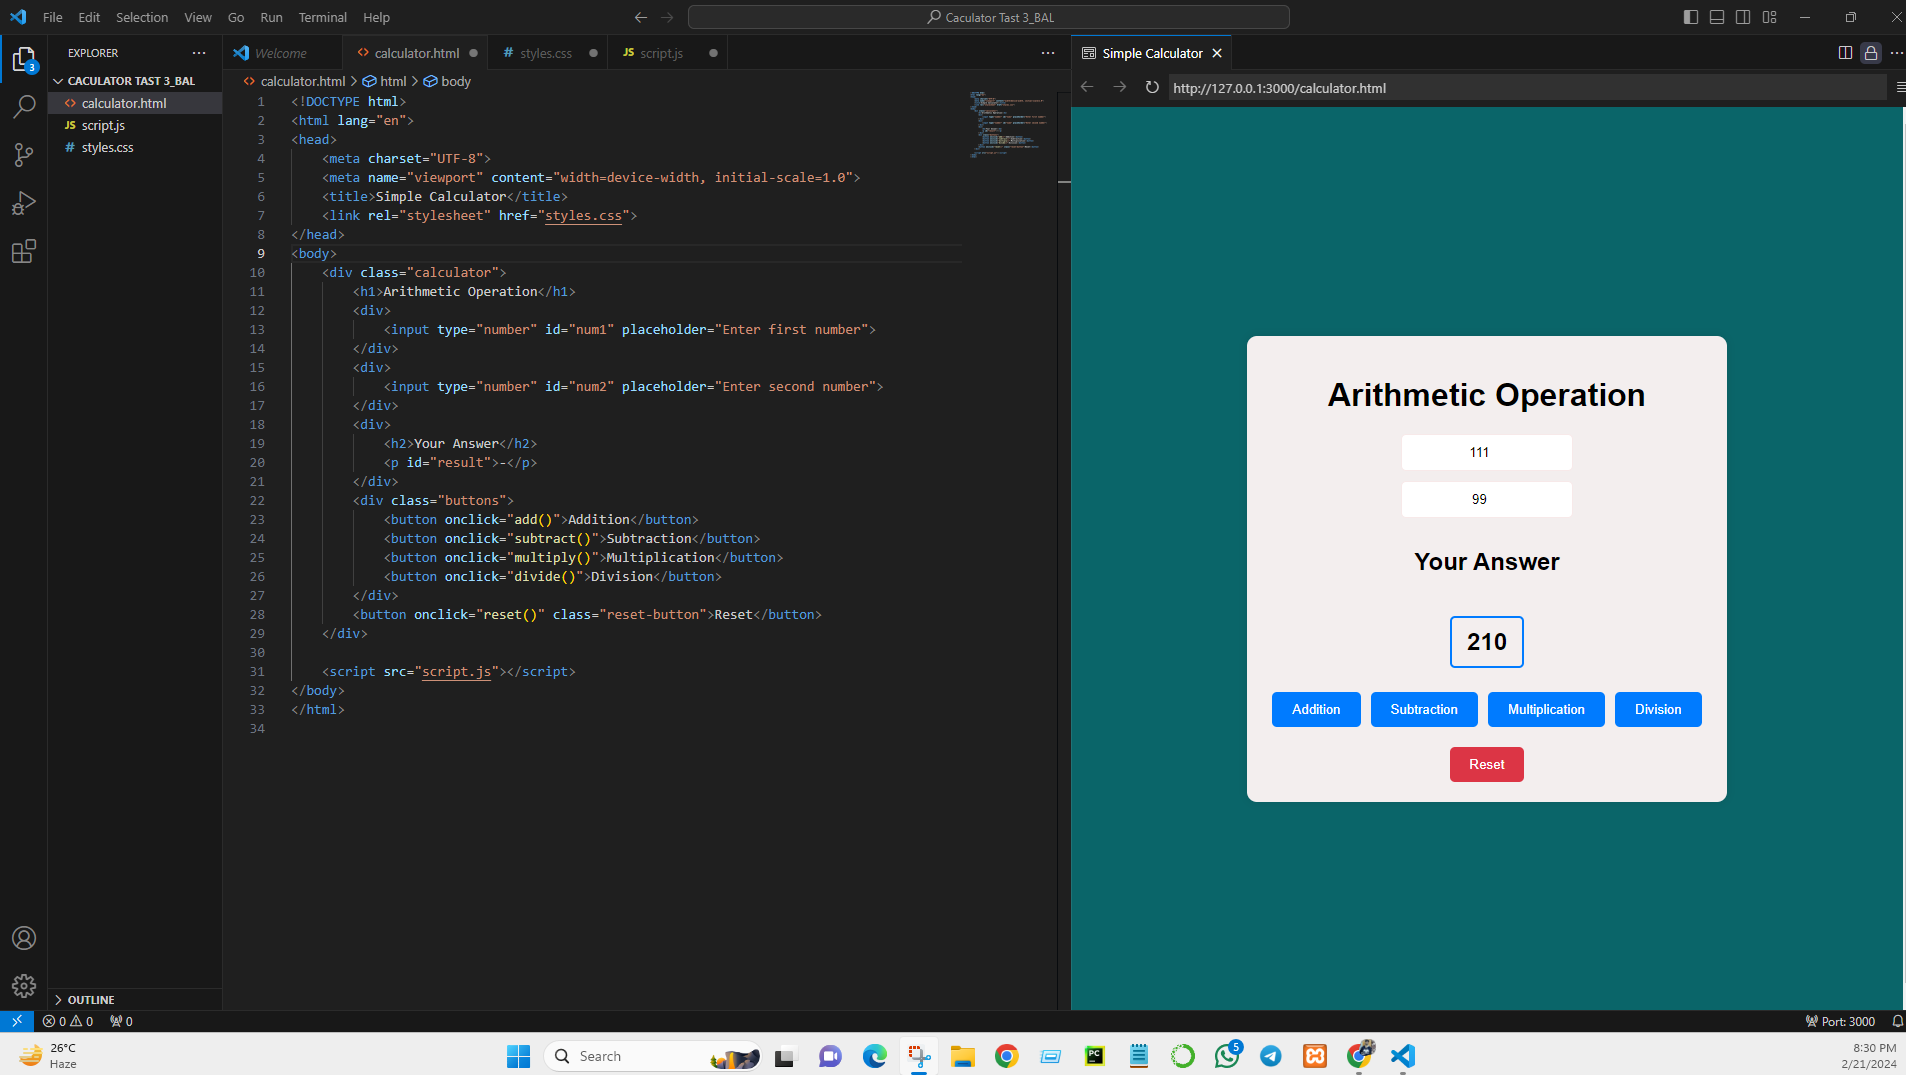 File Edit Selection View Go Run Terminal Help
Caculator Tast 3_BAL
EXPLORER
CACULATOR TAST 3_BAL
calculator.html
script.js
styles.css
OUTLINE
Welcome
calculator.html
styles.css
script.js
calculator.html > html > body
1 <!DOCTYPE html>
2 <html lang="en">
3 <head>
4 <meta charset="UTF-8">
5 <meta name="viewport" content="width=device-width, initial-scale=1.0">
6 <title>Simple Calculator</title>
7 <link rel="stylesheet" href="styles.css">
8 </head>
9 <body>
10 <div class="calculator">
11 <h1>Arithmetic Operation</h1>
12 <div>
13 <input type="number" id="num1" placeholder="Enter first number">
14 </div>
15 <div>
16 <input type="number" id="num2" placeholder="Enter second number">
17 </div>
18 <div>
19 <h2>Your Answer</h2>
20 <p id="result">-</p>
21 </div>
22 <div class="buttons">
23 <button onclick="add()">Addition</button>
24 <button onclick="subtract()">Subtraction</button>
25 <button onclick="multiply()">Multiplication</button>
26 <button onclick="divide()">Division</button>
27 </div>
28 <button onclick="reset()" class="reset-button">Reset</button>
29 </div>
30
31 <script src="script.js"></script>
32 </body>
33 </html>
34
Simple Calculator
http://127.0.0.1:3000/calculator.html
Arithmetic Operation
111
99
Your Answer
210
Addition Subtraction Multiplication Division
Reset
3
JS
JS
0 0 0
Port: 3000
26°C
Haze
Search
PC
5
8:30 PM
2/21/2024